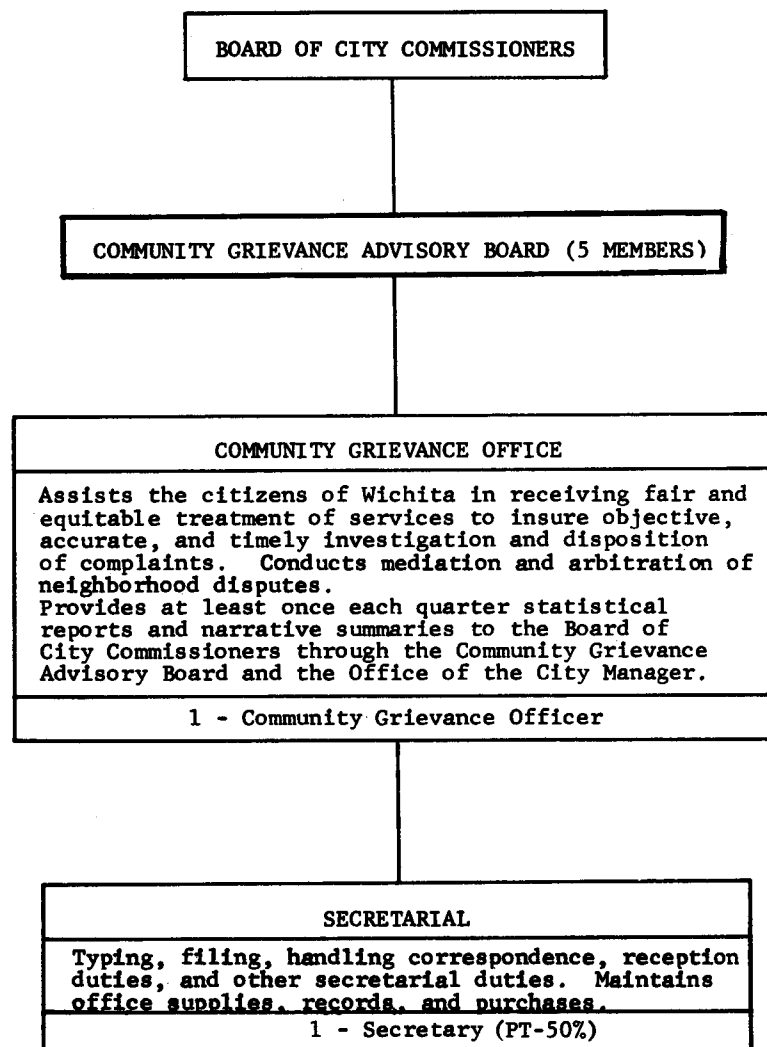 BOARD OF CITY COMMISSIONERS
COMMUNITY GRIEVANCE ADVISORY BOARD (5 MEMBERS)
COMMUNITY GRIEVANCE OFFICE
Assists the citizens of Wichita in receiving fair and
equitable treatment of services to insure objective,
accurate, and timely investigation and disposition
of complaints. Conducts mediation and arbitration of
neighborhood disputes.
Provides at least once each quarter statistical
reports and narrative summaries to the Board of
City Commissioners through the Community Grievance
Advisory Board and the Office of the City Manager.
1 - Community Grievance Officer
SECRETARIAL
Typing, filing, handling correspondence, reception
duties, and other secretarial duties. Maintains
office supplies, records, and purchases.
1 - Secretary (PT-50%)